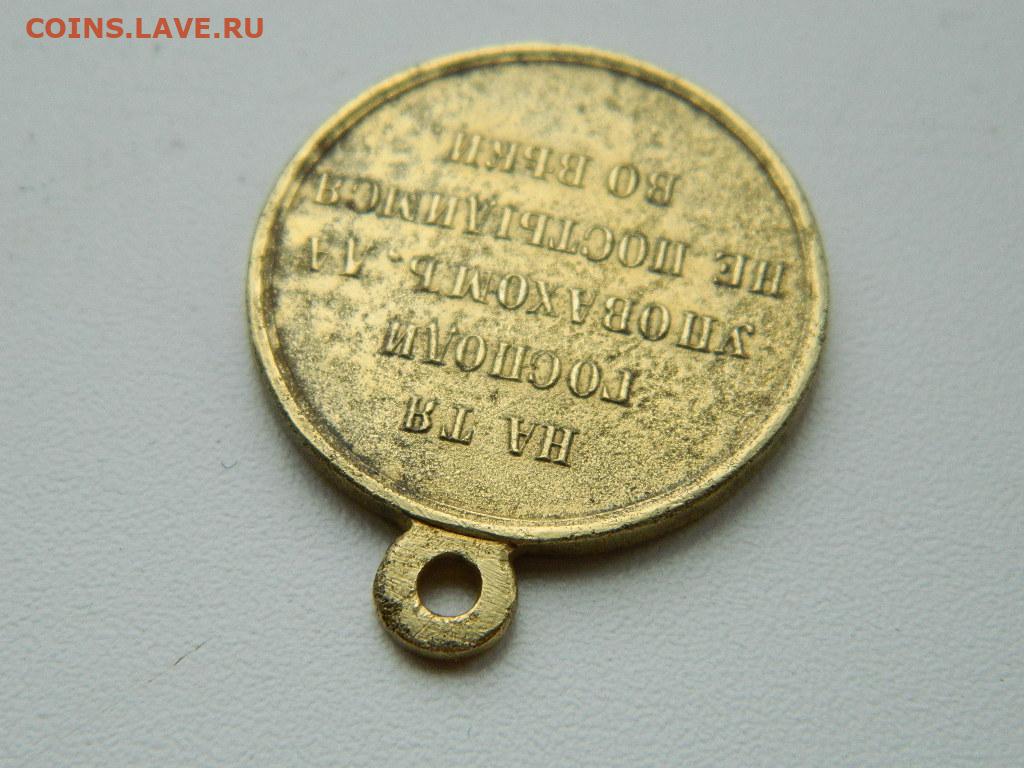 COINS.LAVE.RU
НА ТЯ
ГОСПОДИ
УПОВАХОМЪ. ДА
НЕ ПОСТЫДИМСЯ
ВО ВѢКИ